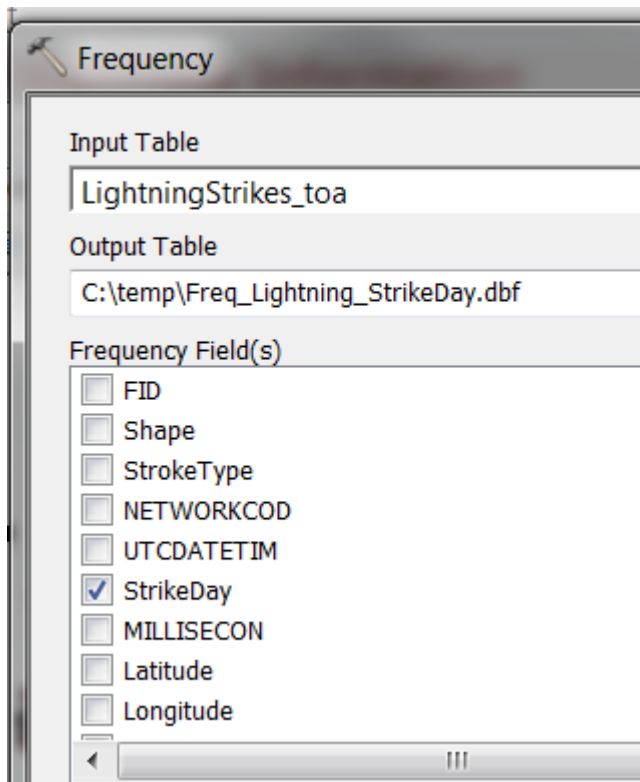 Frequency
Input Table
LightningStrikes_toa
Output Table
C:\temp\Freq_Lightning_StrikeDay.dbf
Frequency Field(s)
FID
Shape
StrokeType
NETWORKCOD
UTCDATETIM
StrikeDay
MILLISECON
Latitude
Longitude